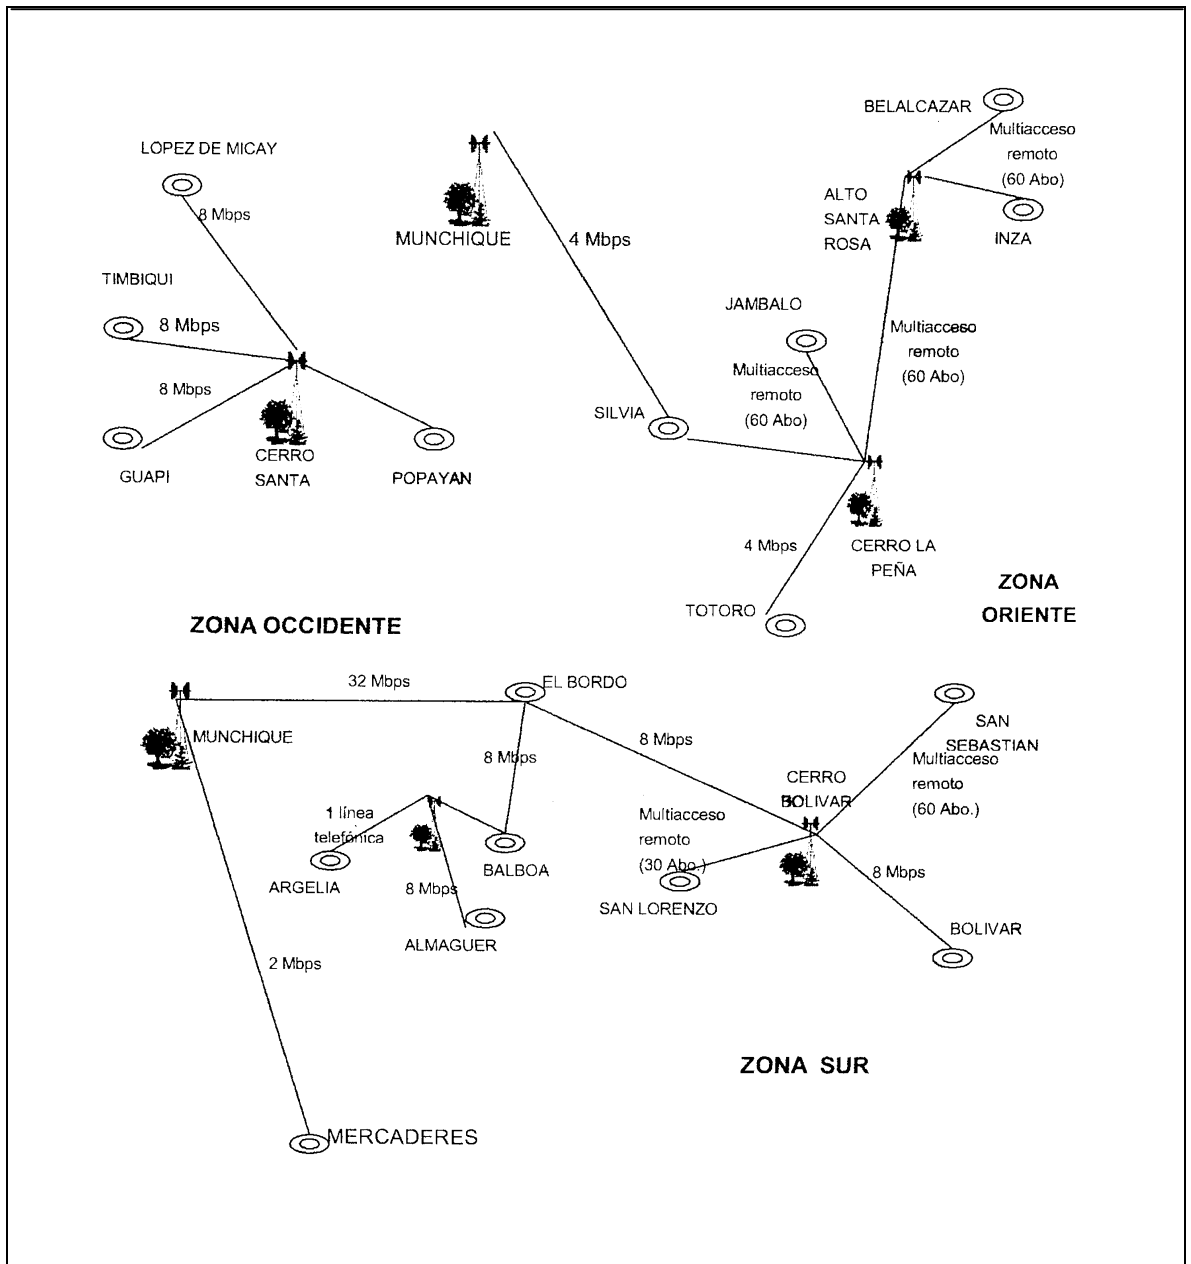 LOPEZ DE MICAY
8 Mbps
TIMBIQUI
8 Mbps
8 Mbps
GUAPI
CERRO
SANTA
POPAYAN
MUNCHIQUE
4 Mbps
SILVIA
BELALCAZAR
Multiacceso
remoto
(60 Abo)
ALTO
SANTA
ROSA
INZA
JAMBALO
Multiacceso
remoto
(60 Abo)
Multiacceso
remoto
(60 Abo)
4 Mbps
CERRO LA
PEÑA
TOTORO
ZONA
ORIENTE
ZONA OCCIDENTE
32 Mbps
EL BORDO
MUNCHIQUE
8 Mbps
8 Mbps
1 línea
telefónica
ARGELIA
BALBOA
8 Mbps
ALMAGUER
2 Mbps
MERCADERES
CERRO
BOLIVAR
SAN
SEBASTIAN
Multiacceso
remoto
(60 Abo.)
Multiacceso
remoto
(30 Abo.)
SAN LORENZO
8 Mbps
BOLIVAR
ZONA SUR